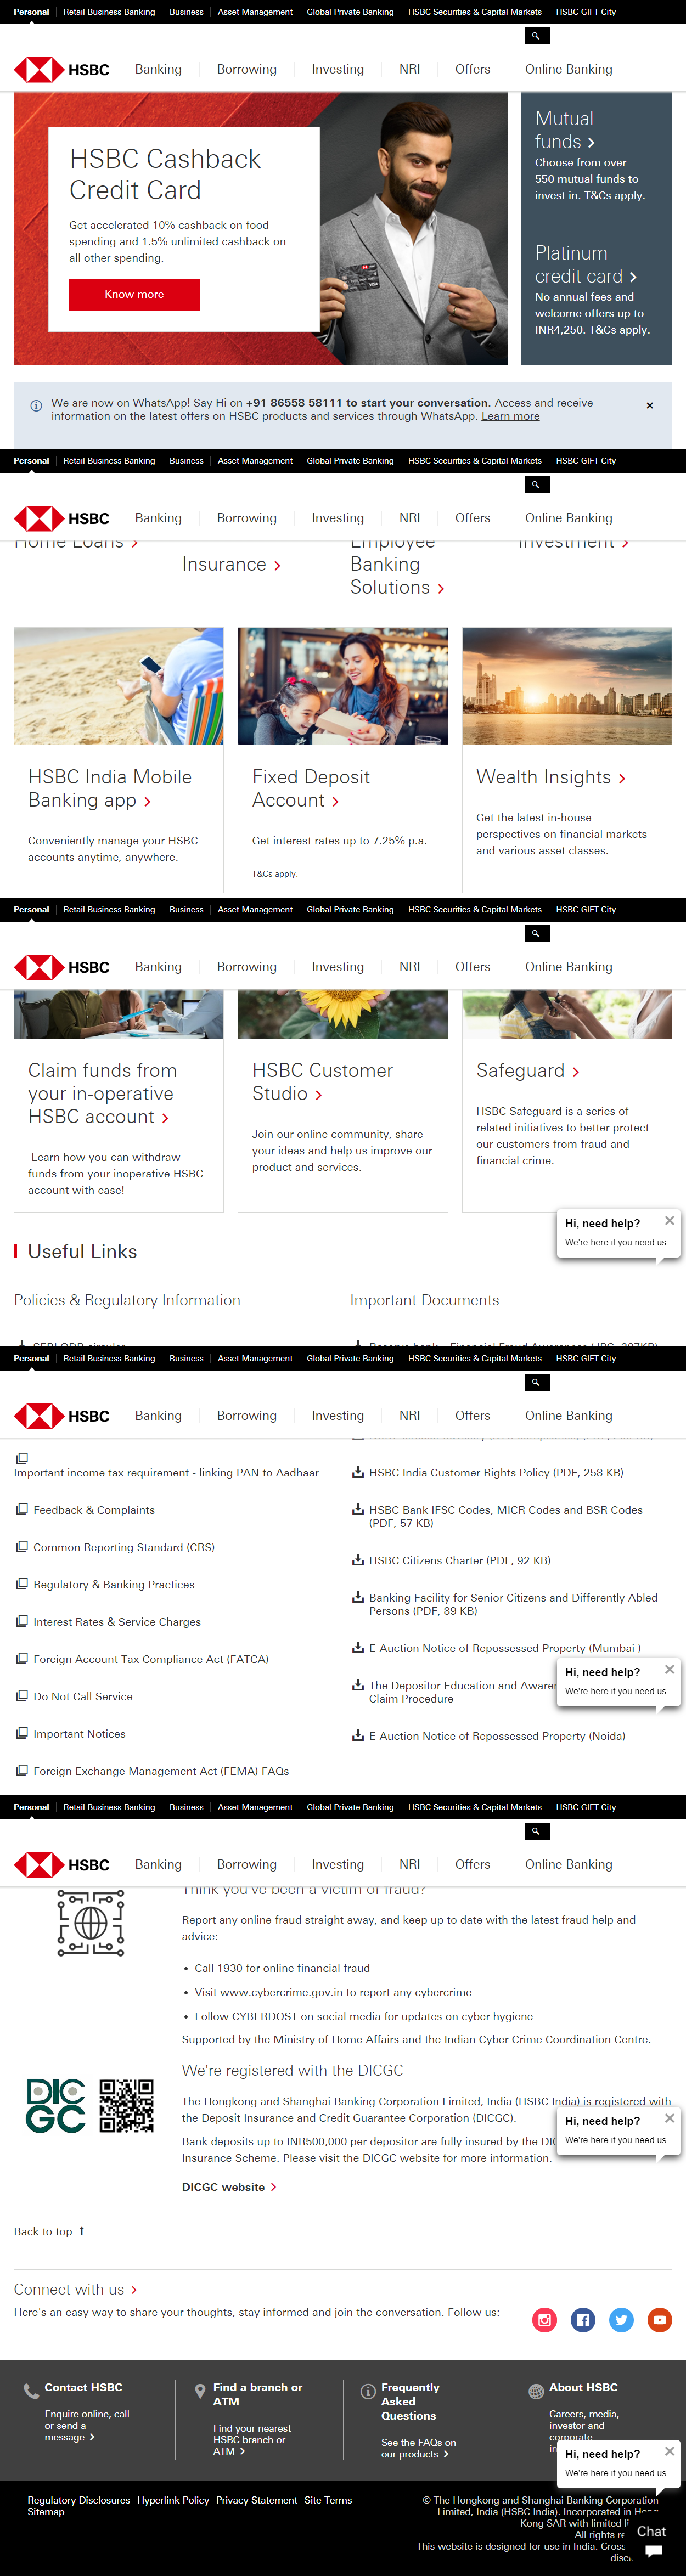 Personal Retail Business Banking Business Asset Management Global Private Banking HSBC Securities & Capital Markets HSBC GIFT City
HSBC Banking Borrowing Investing NRI Offers Online Banking
HSBC Cashback
Credit Card
Get accelerated 10% cashback on food
spending and 1.5% unlimited cashback on
all other spending.
Know more
VISA
Mutual
funds
Choose from over
550 mutual funds to
invest in. T&Cs apply.
Platinum
credit card
No annual fees and
welcome offers up to
INR4,250. T&Cs apply.
We are now on WhatsApp! Say Hi on +91 86558 58111 to start your conversation. Access and receive
information on the latest offers on HSBC products and services through WhatsApp. Learn more
Personal Retail Business Banking Business Asset Management Global Private Banking HSBC Securities & Capital Markets HSBC GIFT City
HSBC Banking Borrowing Investing NRI Offers Online Banking
Home Loans
Insurance
Employee
Banking
Solutions
Investment
HSBC India Mobile
Banking app
Conveniently manage your HSBC
accounts anytime, anywhere.
Fixed Deposit
Account
Get interest rates up to 7.25% p.a.
T&Cs apply.
Wealth Insights
Get the latest in-house
perspectives on financial markets
and various asset classes.
Personal Retail Business Banking Business Asset Management Global Private Banking HSBC Securities & Capital Markets HSBC GIFT City
HSBC Banking Borrowing Investing NRI Offers Online Banking
Claim funds from
your in-operative
HSBC account
Learn how you can withdraw
funds from your inoperative HSBC
account with ease!
HSBC Customer
Studio
Join our online community, share
your ideas and help us improve our
product and services.
Safeguard
HSBC Safeguard is a series of
related initiatives to better protect
our customers from fraud and
financial crime.
Hi, need help?
We're here if you need us.
Useful Links
Policies & Regulatory Information
Important Documents
Personal Retail Business Banking Business Asset Management Global Private Banking HSBC Securities & Capital Markets HSBC GIFT City
HSBC Banking Borrowing Investing NRI Offers Online Banking
Important income tax requirement - linking PAN to Aadhaar
Feedback & Complaints
Common Reporting Standard (CRS)
Regulatory & Banking Practices
Interest Rates & Service Charges
Foreign Account Tax Compliance Act (FATCA)
Do Not Call Service
Important Notices
Foreign Exchange Management Act (FEMA) FAQs
HSBC India Customer Rights Policy (PDF, 258 KB)
HSBC Bank IFSC Codes, MICR Codes and BSR Codes
(PDF, 57 KB)
HSBC Citizens Charter (PDF, 92 KB)
Banking Facility for Senior Citizens and Differently Abled
Persons (PDF, 89 KB)
E-Auction Notice of Repossessed Property (Mumbai )
The Depositor Education and
Claim Procedure
E-Auction Notice of Repossessed Property (Noida)
Hi, need help?
We're here if you need us.
Personal Retail Business Banking Business Asset Management Global Private Banking HSBC Securities & Capital Markets HSBC GIFT City
HSBC Banking Borrowing Investing NRI Offers Online Banking
Think you've been a victim of fraud?
Report any online fraud straight away, and keep up to date with the latest fraud help and
advice:
Call 1930 for online financial fraud
Visit www.cybercrime.gov.in to report any cybercrime
Follow CYBERDOST on social media for updates on cyber hygiene
Supported by the Ministry of Home Affairs and the Indian Cyber Crime Coordination Centre.
DICGC
We're registered with the DICGC
The Hongkong and Shanghai Banking Corporation Limited, India (HSBC India) is registered with
the Deposit Insurance and Credit Guarantee Corporation (DICGC).
Bank deposits up to INR500,000 per depositor are fully insured by the
Insurance Scheme. Please visit the DICGC website for more information.
DICGC website
Hi, need help?
We're here if you need us.
Back to top
Connect with us
Here's an easy way to share your thoughts, stay informed and join the conversation. Follow us:
Contact HSBC
Enquire online, call
or send a
message
Find a branch or
ATM
Find your nearest
HSBC branch or
ATM
Frequently
Asked
Questions
See the FAQs on
our products
About HSBC
Careers, media,
investor and
corporate
Hi, need help?
We're here if you need us.
Regulatory Disclosures Hyperlink Policy Privacy Statement Site Terms
Sitemap
© The Hongkong and Shanghai Banking Corporation
Limited, India (HSBC India). Incorporated in Hong
Kong SAR with limited
All rights
This website is designed for use in India.
Chat